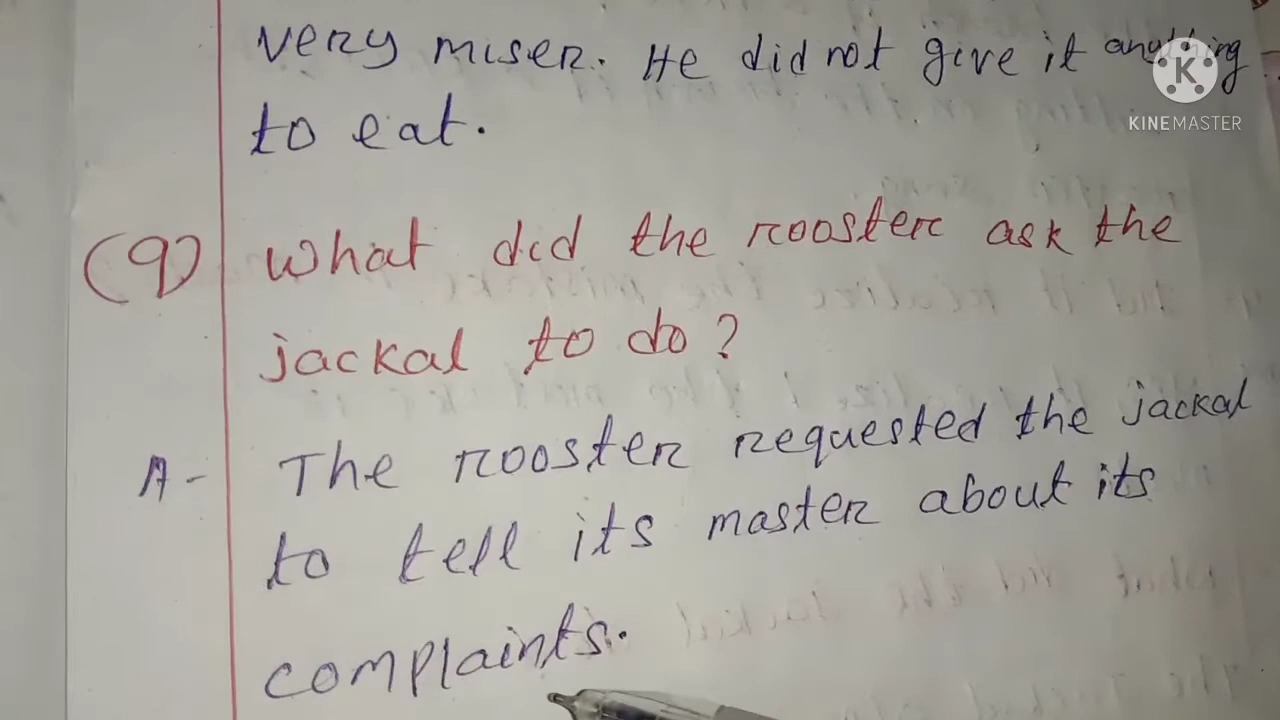 very miser. He did not give it anything
to eat.
(9) What did the rooster ask the
jackal to do?
A- The rooster requested the jackal
to tell its master about its
complaints.
K
KINEMASTER